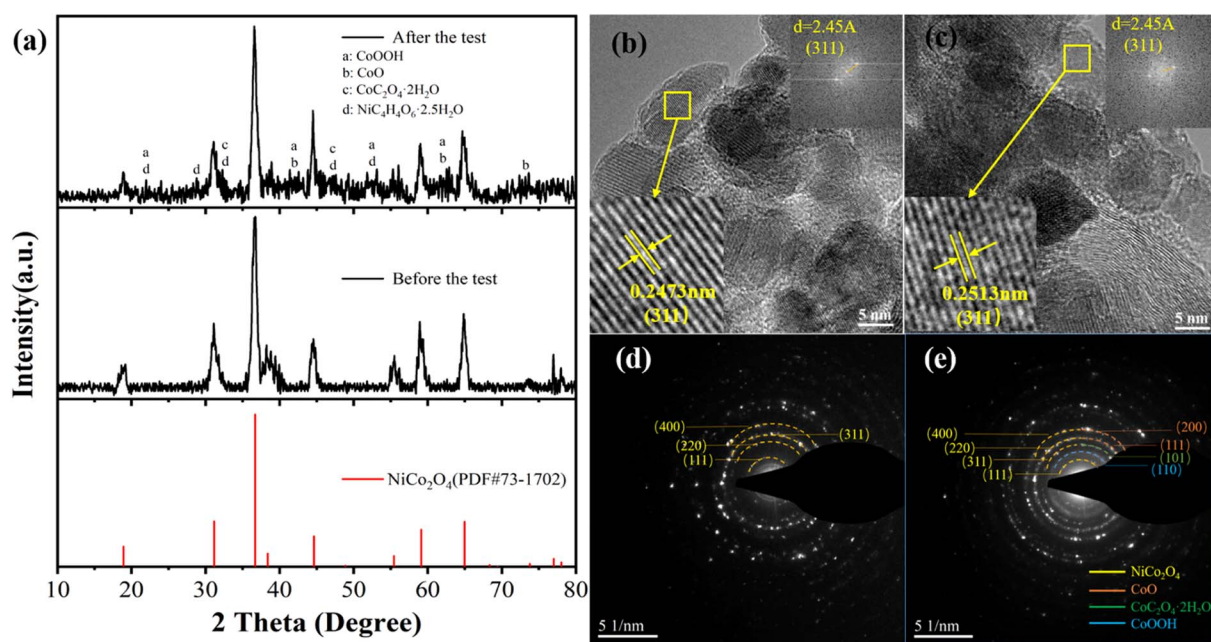 (a)
After the test
a: CoOOH
b: CoO
c: CoC₂O₄·2H₂O
d: NiC₄H₄O₆·2.5H₂O
a
d
d
c
d
a
b
c
d
a
d
a
b
b
Before the test
NiCo₂O₄(PDF#73-1702)
Intensity(a.u.)
10 20 30 40 50 60 70 80
2 Theta (Degree)
(b)
d=2.45A
(311)
0.2473nm
(311)
5 nm
(c)
d=2.45A
(311)
0.2513nm
(311)
5 nm
(d)
(400)
(220)
(111)
(311)
5 1/nm
(e)
(400)
(220)
(311)
(111)
(200)
(111)
(101)
(110)
NiCo₂O₄
CoO
CoC₂O₄·2H₂O
CoOOH
5 1/nm